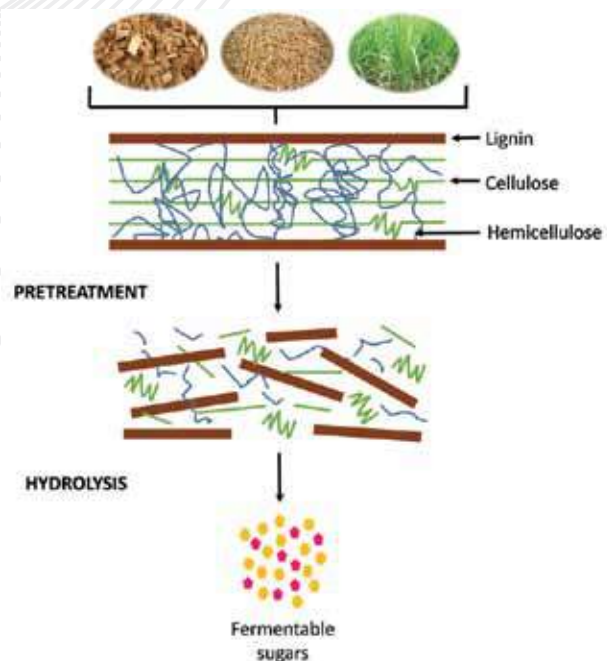 Lignin
Cellulose
Hemicellulose
PRETREATMENT
HYDROLYSIS
Fermentable
sugars